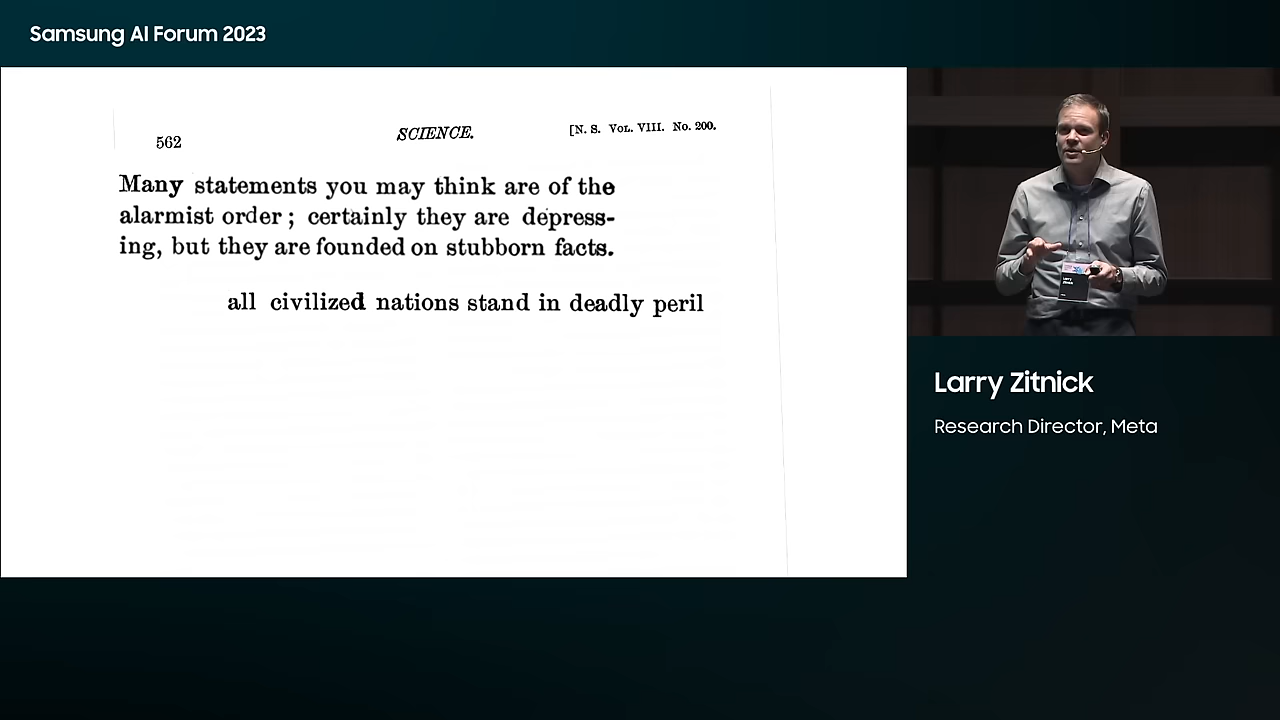 Samsung AI Forum 2023
562 SCIENCE. [N. S. VOL. VIII. No. 200.
Many statements you may think are of the
alarmist order ; certainly they are depress-
ing, but they are founded on stubborn facts.
all civilized nations stand in deadly peril
Larry Zitnick
Research Director, Meta
Larry
Zitnick